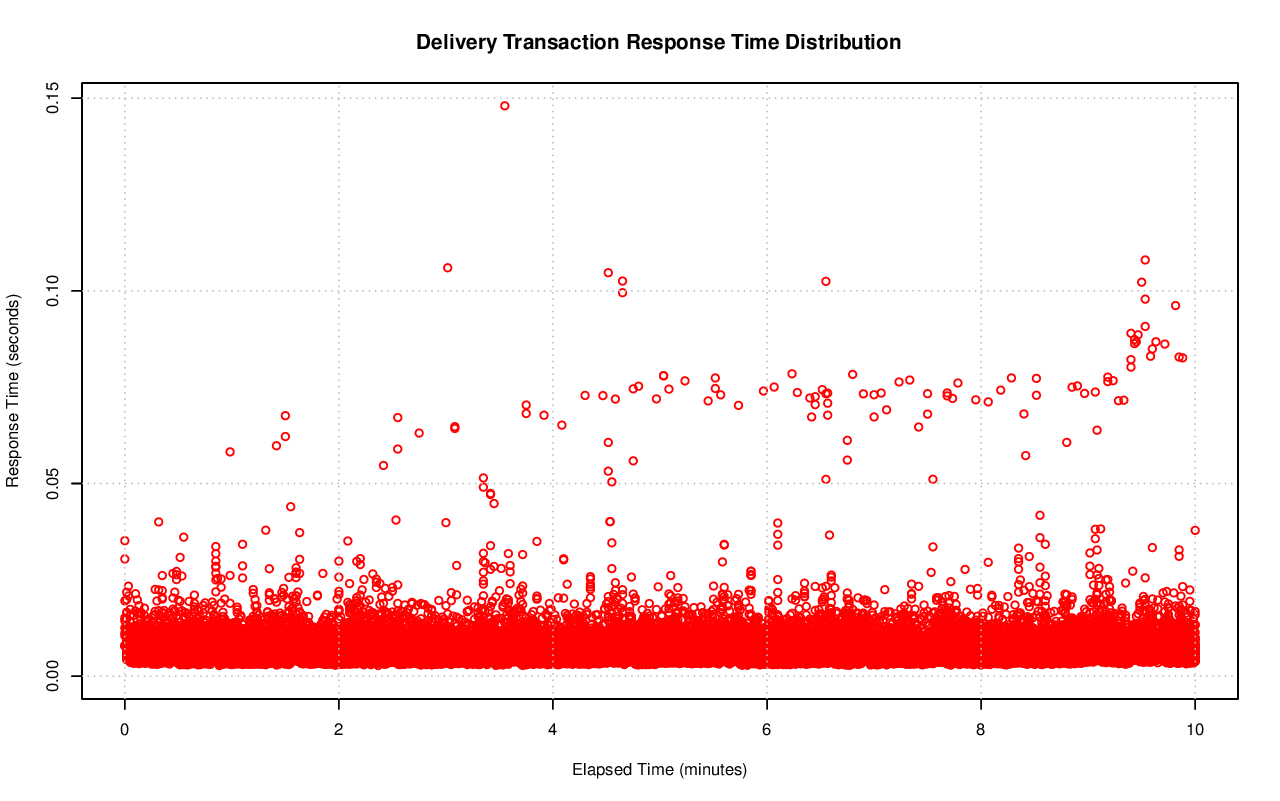 Delivery Transaction Response Time Distribution
Response Time (seconds)
0.15
0.10
0.05
0.00
0 2 4 6 8 10
Elapsed Time (minutes)